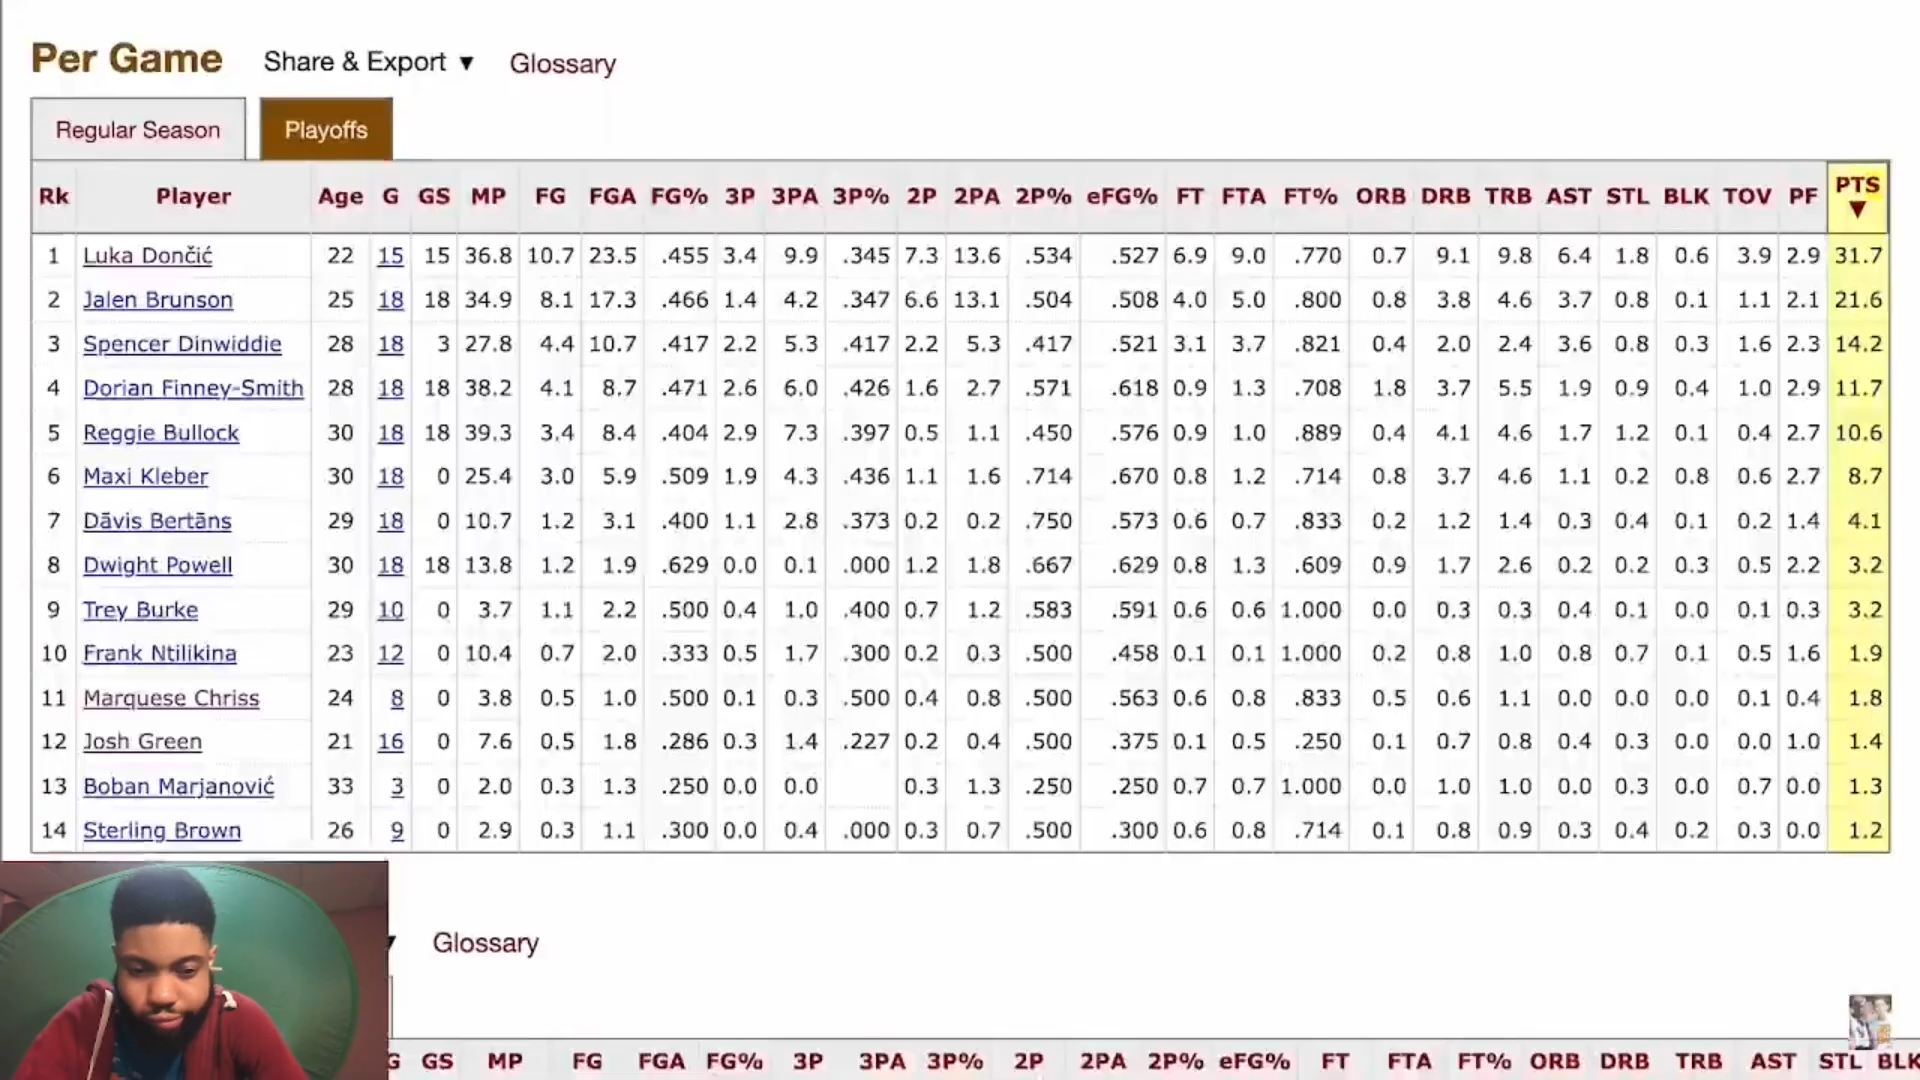 Per Game Share & Export ▼ Glossary
Regular Season Playoffs
Rk Player Age G GS MP FG FGA FG% 3P 3PA 3P% 2P 2PA 2P% eFG% FT FTA FT% ORB DRB TRB AST STL BLK TOV PF PTS ▼
1 Luka Dončić 22 15 15 36.8 10.7 23.5 .455 3.4 9.9 .345 7.3 13.6 .534 .527 6.9 9.0 .770 0.7 9.1 9.8 6.4 1.8 0.6 3.9 2.9 31.7
2 Jalen Brunson 25 18 18 34.9 8.1 17.3 .466 1.4 4.2 .347 6.6 13.1 .504 .508 4.0 5.0 .800 0.8 3.8 4.6 3.7 0.8 0.1 1.1 2.1 21.6
3 Spencer Dinwiddie 28 18 3 27.8 4.4 10.7 .417 2.2 5.3 .417 2.2 5.3 .417 .521 3.1 3.7 .821 0.4 2.0 2.4 3.6 0.8 0.3 1.6 2.3 14.2
4 Dorian Finney-Smith 28 18 18 38.2 4.1 8.7 .471 2.6 6.0 .426 1.6 2.7 .571 .618 0.9 1.3 .708 1.8 3.7 5.5 1.9 0.9 0.4 1.0 2.9 11.7
5 Reggie Bullock 30 18 18 39.3 3.4 8.4 .404 2.9 7.3 .397 0.5 1.1 .450 .576 0.9 1.0 .889 0.4 4.1 4.6 1.7 1.2 0.1 0.4 2.7 10.6
6 Maxi Kleber 30 18 0 25.4 3.0 5.9 .509 1.9 4.3 .436 1.1 1.6 .714 .670 0.8 1.2 .714 0.8 3.7 4.6 1.1 0.2 0.8 0.6 2.7 8.7
7 Dāvis Bertāns 29 18 0 10.7 1.2 3.1 .400 1.1 2.8 .373 0.2 0.2 .750 .573 0.6 0.7 .833 0.2 1.2 1.4 0.3 0.4 0.1 0.2 1.4 4.1
8 Dwight Powell 30 18 18 13.8 1.2 1.9 .629 0.0 0.1 .000 1.2 1.8 .667 .629 0.8 1.3 .609 0.9 1.7 2.6 0.2 0.2 0.3 0.5 2.2 3.2
9 Trey Burke 29 10 0 3.7 1.1 2.2 .500 0.4 1.0 .400 0.7 1.2 .583 .591 0.6 0.6 1.000 0.0 0.3 0.3 0.4 0.1 0.0 0.1 0.3 3.2
10 Frank Ntilikina 23 12 0 10.4 0.7 2.0 .333 0.5 1.7 .300 0.2 0.3 .500 .458 0.1 0.1 1.000 0.2 0.8 1.0 0.8 0.7 0.1 0.5 1.6 1.9
11 Marquese Chriss 24 8 0 3.8 0.5 1.0 .500 0.1 0.3 .500 0.4 0.8 .500 .563 0.6 0.8 .833 0.5 0.6 1.1 0.0 0.0 0.0 0.1 0.4 1.8
12 Josh Green 21 16 0 7.6 0.5 1.8 .286 0.3 1.4 .227 0.2 0.4 .500 .375 0.1 0.5 .250 0.1 0.7 0.8 0.4 0.3 0.0 0.0 1.0 1.4
13 Boban Marjanović 33 3 0 2.0 0.3 1.3 .250 0.0 0.0 0.3 1.3 .250 .250 0.7 0.7 1.000 0.0 1.0 1.0 0.0 0.3 0.0 0.7 0.0 1.3
14 Sterling Brown 26 9 0 2.9 0.3 1.1 .300 0.0 0.4 .000 0.3 0.7 .500 .300 0.6 0.8 .714 0.1 0.8 0.9 0.3 0.4 0.2 0.3 0.0 1.2
Glossary
G GS MP FG FGA FG% 3P 3PA 3P% 2P 2PA 2P% eFG% FT FTA FT% ORB DRB TRB AST STL BLK